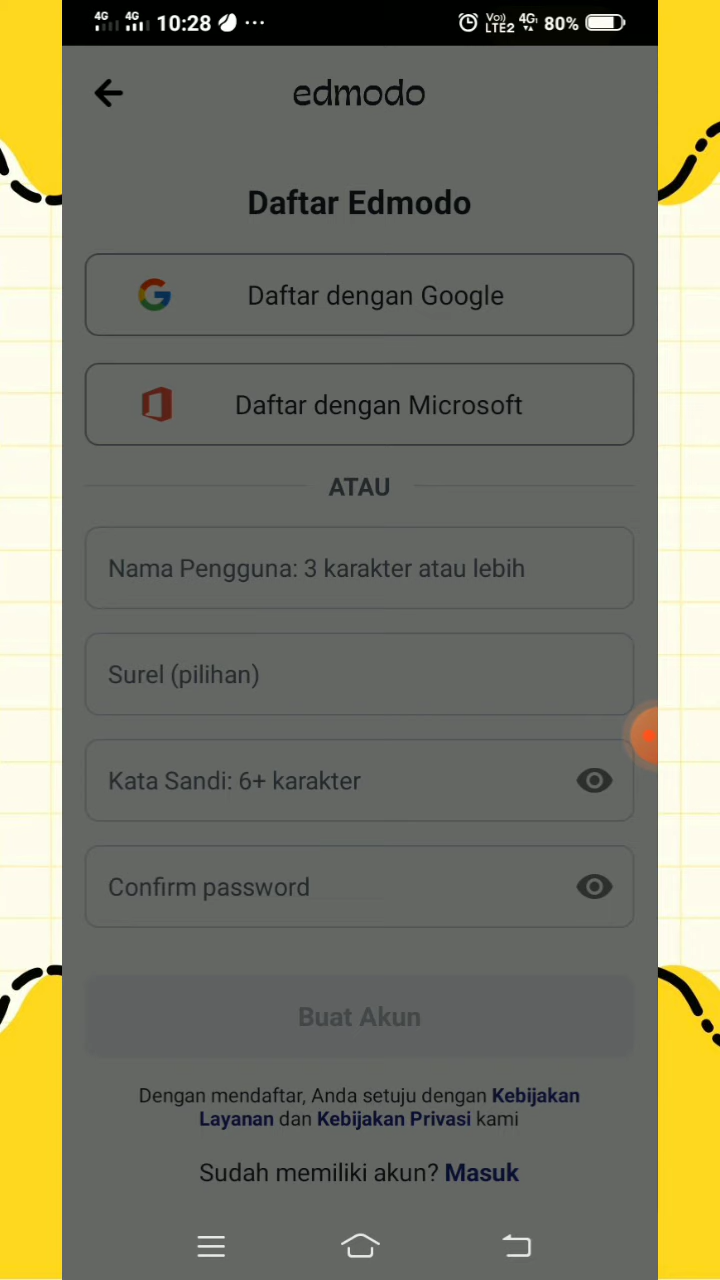 4G 4G 10:28 ... Vo)) LTE2 4G 80%
edmodo
Daftar Edmodo
Daftar dengan Google
Daftar dengan Microsoft
ATAU
Nama Pengguna: 3 karakter atau lebih
Surel (pilihan)
Kata Sandi: 6+ karakter
Confirm password
Buat Akun
Dengan mendaftar, Anda setuju dengan Kebijakan
Layanan dan Kebijakan Privasi kami
Sudah memiliki akun? Masuk